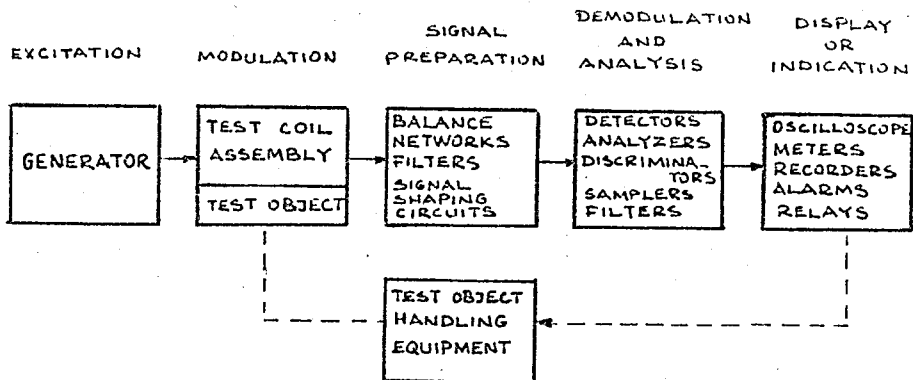 EXCITATION
MODULATION
SIGNAL
PREPARATION
DEMODULATION
AND
ANALYSIS
DISPLAY
OR
INDICATION
GENERATOR
TEST COIL
ASSEMBLY
TEST OBJECT
BALANCE
NETWORKS
FILTERS
SIGNAL
SHAPING
CIRCUITS
DETECTORS
ANALYZERS
DISCRIMINA-
TORS
SAMPLERS
FILTERS
OSCILLOSCOPE
METERS
RECORDERS
ALARMS
RELAYS
TEST OBJECT
HANDLING
EQUIPMENT